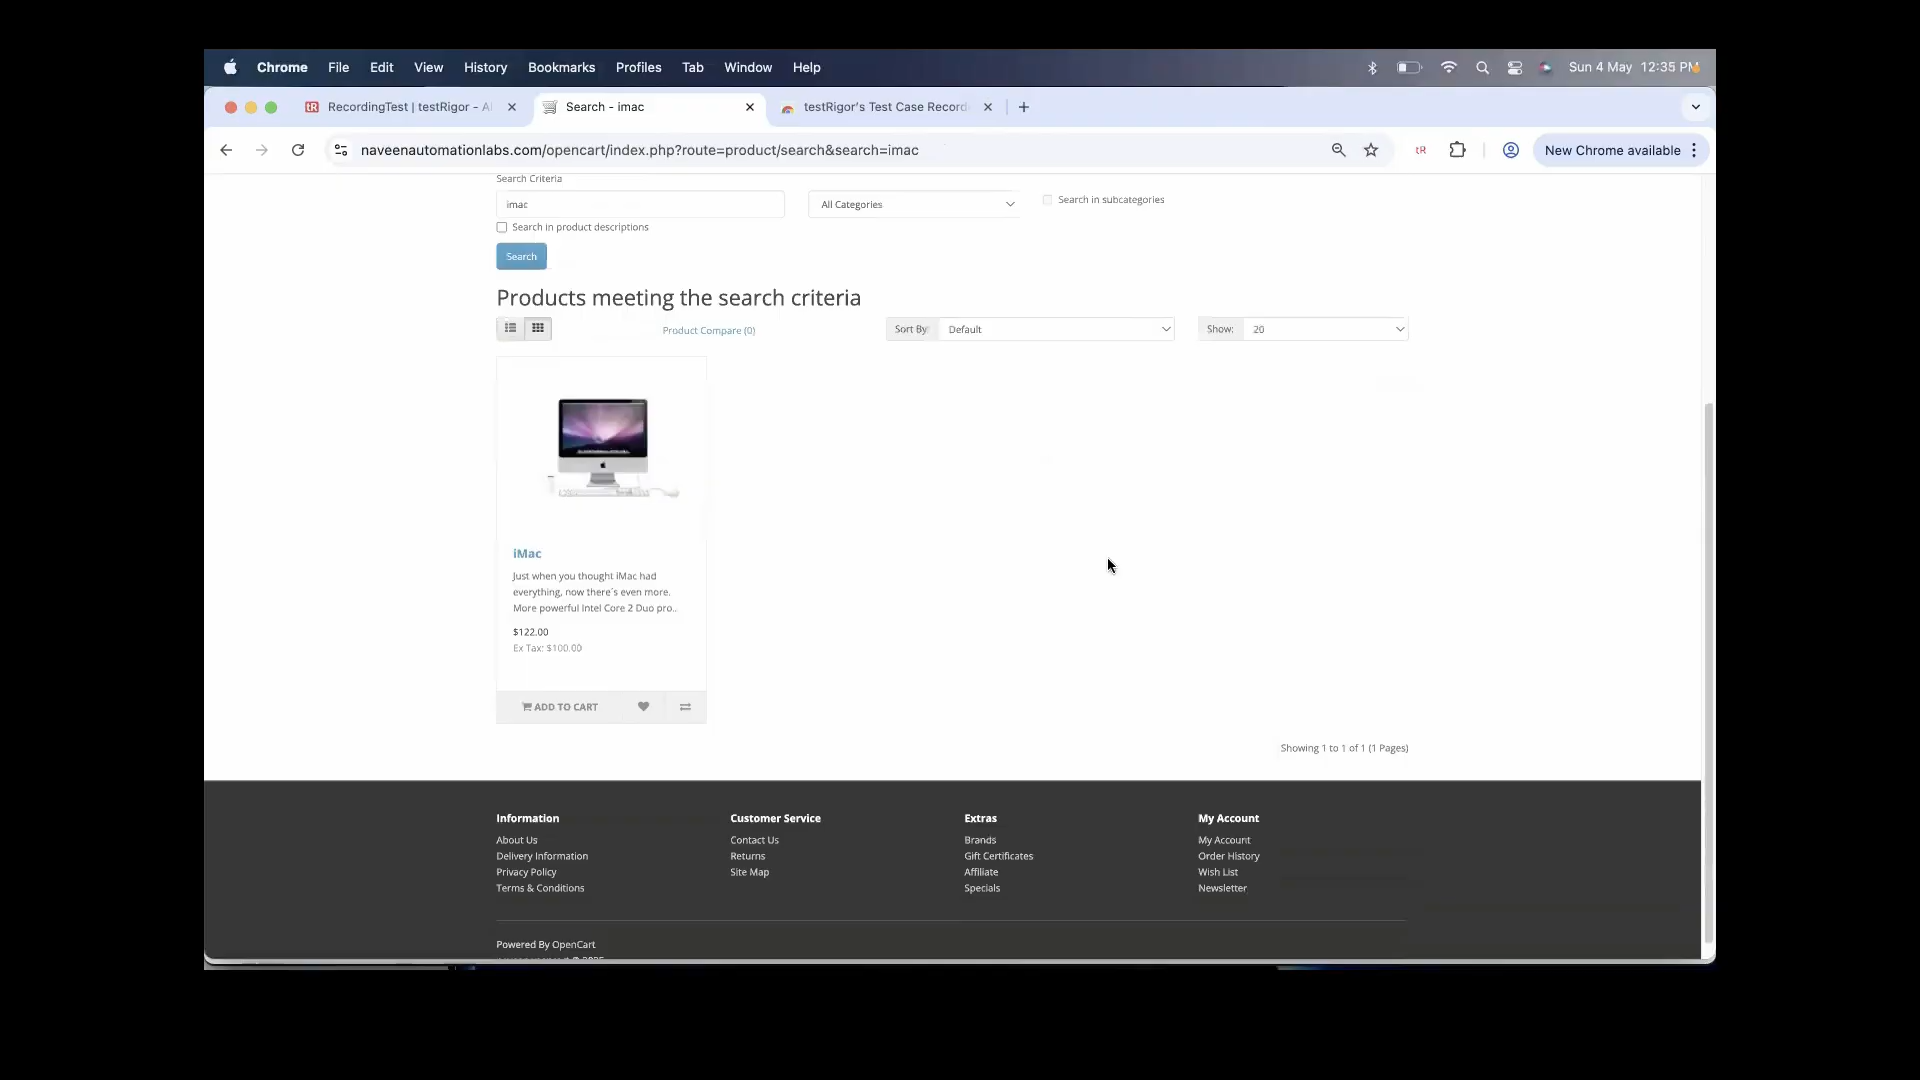 Chrome File Edit View History Bookmarks Profiles Tab Window Help Sun 4 May 12:35 PM
tR RecordingTest | testRigor - AI Search - imac testRigor's Test Case Record
naveenautomationlabs.com/opencart/index.php?route=product/search&search=imac tR New Chrome available
Search Criteria
imac All Categories Search in subcategories
Search in product descriptions
Search
Products meeting the search criteria
Product Compare (0) Sort By Default Show: 20
iMac
Just when you thought iMac had
everything, now there´s even more.
More powerful Intel Core 2 Duo pro..
$122.00
Ex Tax: $100.00
ADD TO CART
Showing 1 to 1 of 1 (1 Pages)
Information Customer Service Extras My Account
About Us Contact Us Brands My Account
Delivery Information Returns Gift Certificates Order History
Privacy Policy Site Map Affiliate Wish List
Terms & Conditions Specials Newsletter
Powered By OpenCart